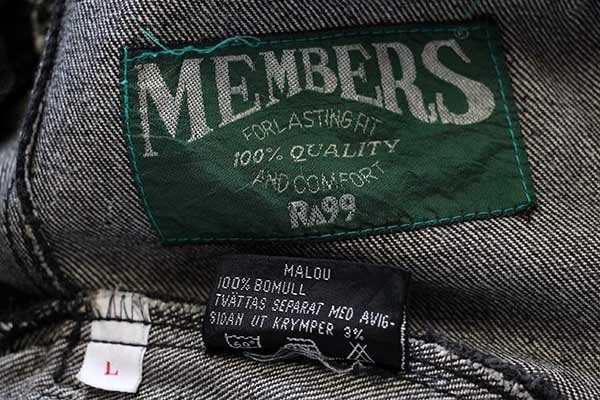 MEMBERS®
FOR LASTING FIT
100% QUALITY
AND COMFORT
RA99
MALOU
100% BOMULL
TVÄTTAS SEPARAT MED AVIG-
SIDAN UT KRYMPER 3%
60°
L